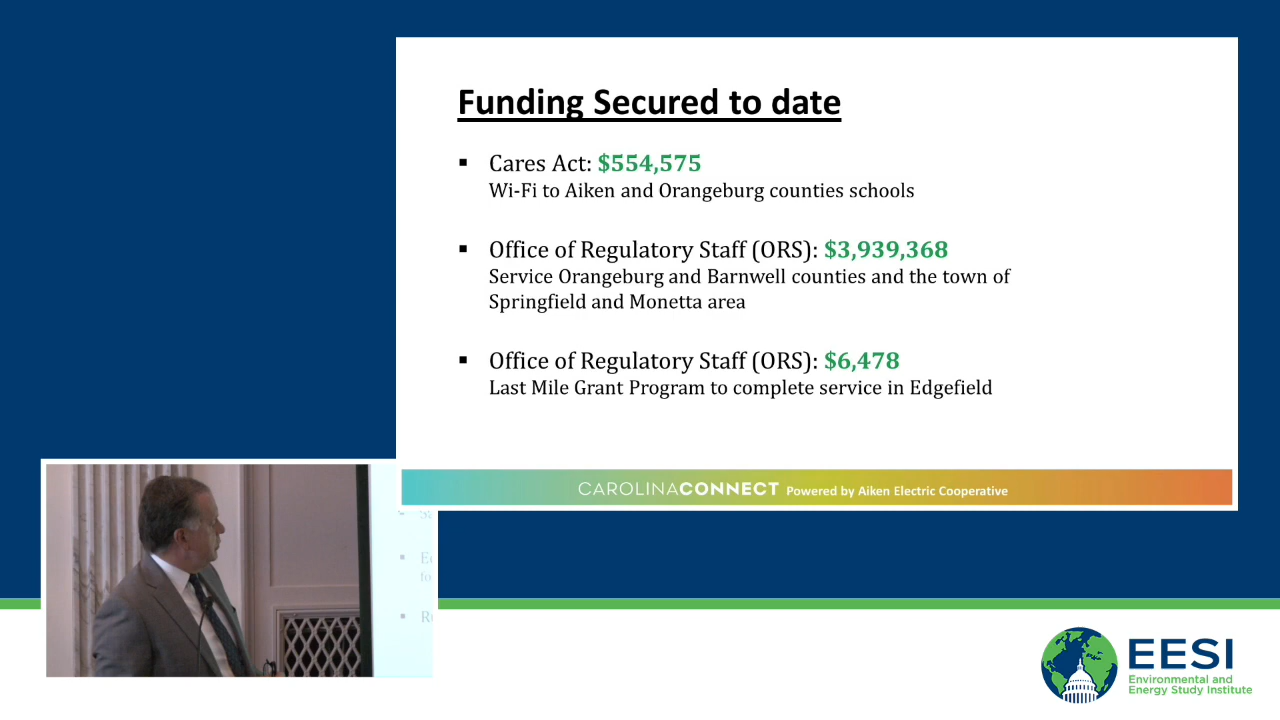 Funding Secured to date
▪ Cares Act: $554,575
Wi-Fi to Aiken and Orangeburg counties schools
▪ Office of Regulatory Staff (ORS): $3,939,368
Service Orangeburg and Barnwell counties and the town of
Springfield and Monetta area
▪ Office of Regulatory Staff (ORS): $6,478
Last Mile Grant Program to complete service in Edgefield
CAROLINACONNECT Powered by Aiken Electric Cooperative
EESI
Environmental and
Energy Study Institute